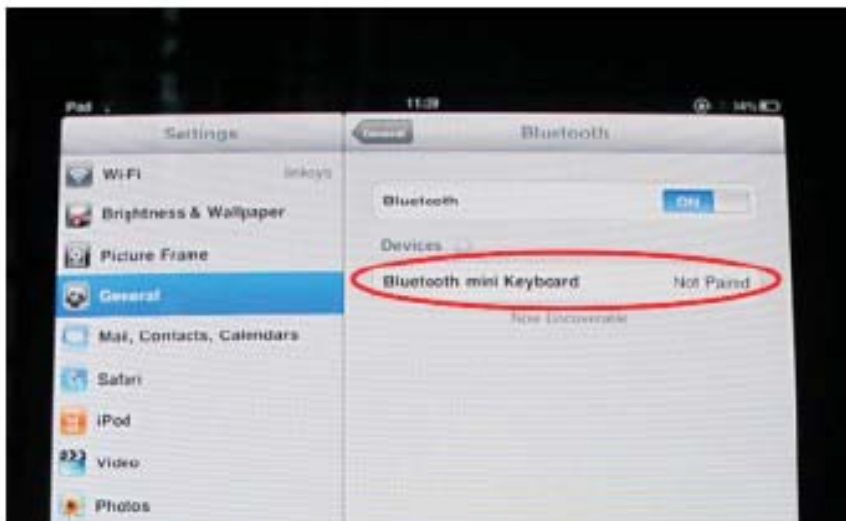 iPad 11:39
Settings
Wi-Fi linksys
Brightness & Wallpaper
Picture Frame
General
Mail, Contacts, Calendars
Safari
iPod
Video
Photos
General Bluetooth
Bluetooth ON
Devices
Bluetooth mini Keyboard Not Paired
Now Discoverable